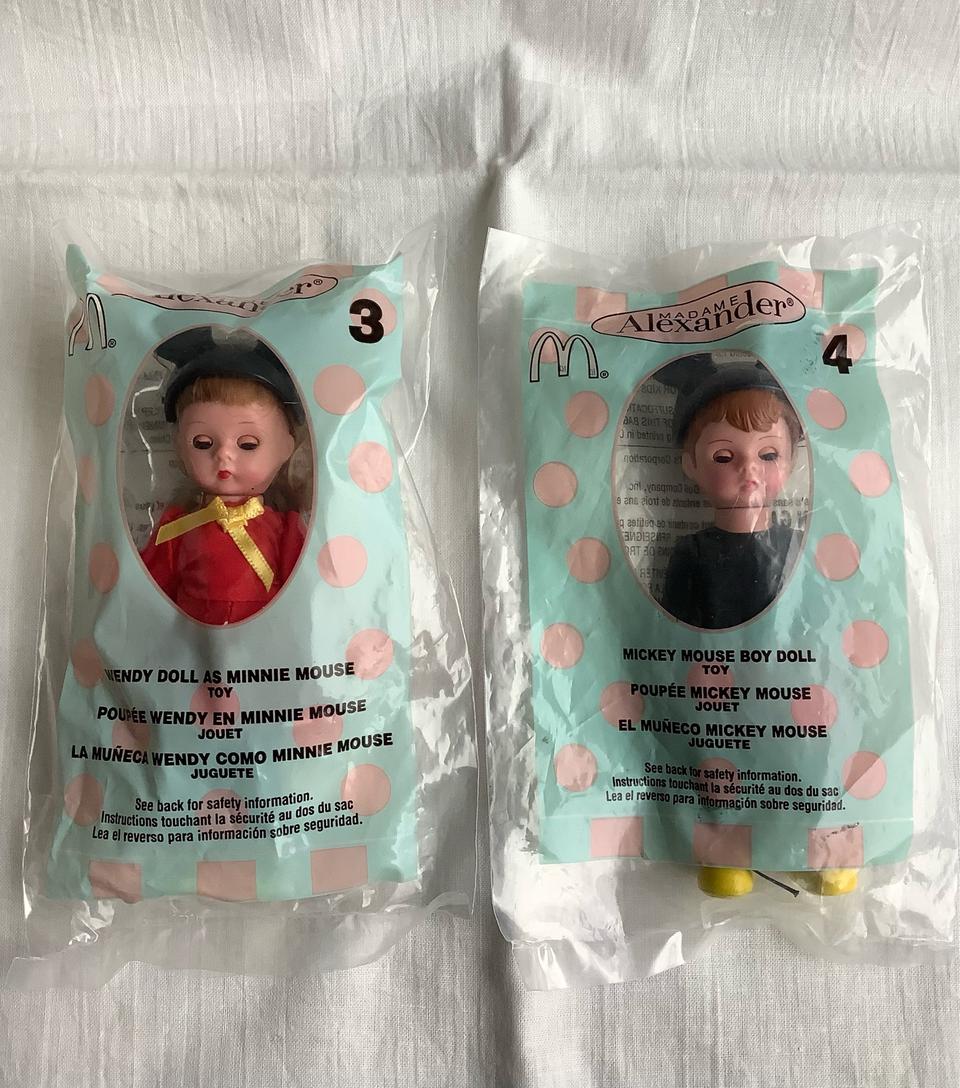 Alexander®
3
®
WENDY DOLL AS MINNIE MOUSE
TOY
POUPÉE WENDY EN MINNIE MOUSE
JOUET
LA MUÑECA WENDY COMO MINNIE MOUSE
JUGUETE
See back for safety information.
Instructions touchant la sécurité au dos du sac
Lea el reverso para información sobre seguridad.
MADAME
Alexander®
4
M®
MICKEY MOUSE BOY DOLL
TOY
POUPÉE MICKEY MOUSE
JOUET
EL MUÑECO MICKEY MOUSE
JUGUETE
See back for safety information.
Instructions touchant la sécurité au dos du sac
Lea el reverso para información sobre seguridad.